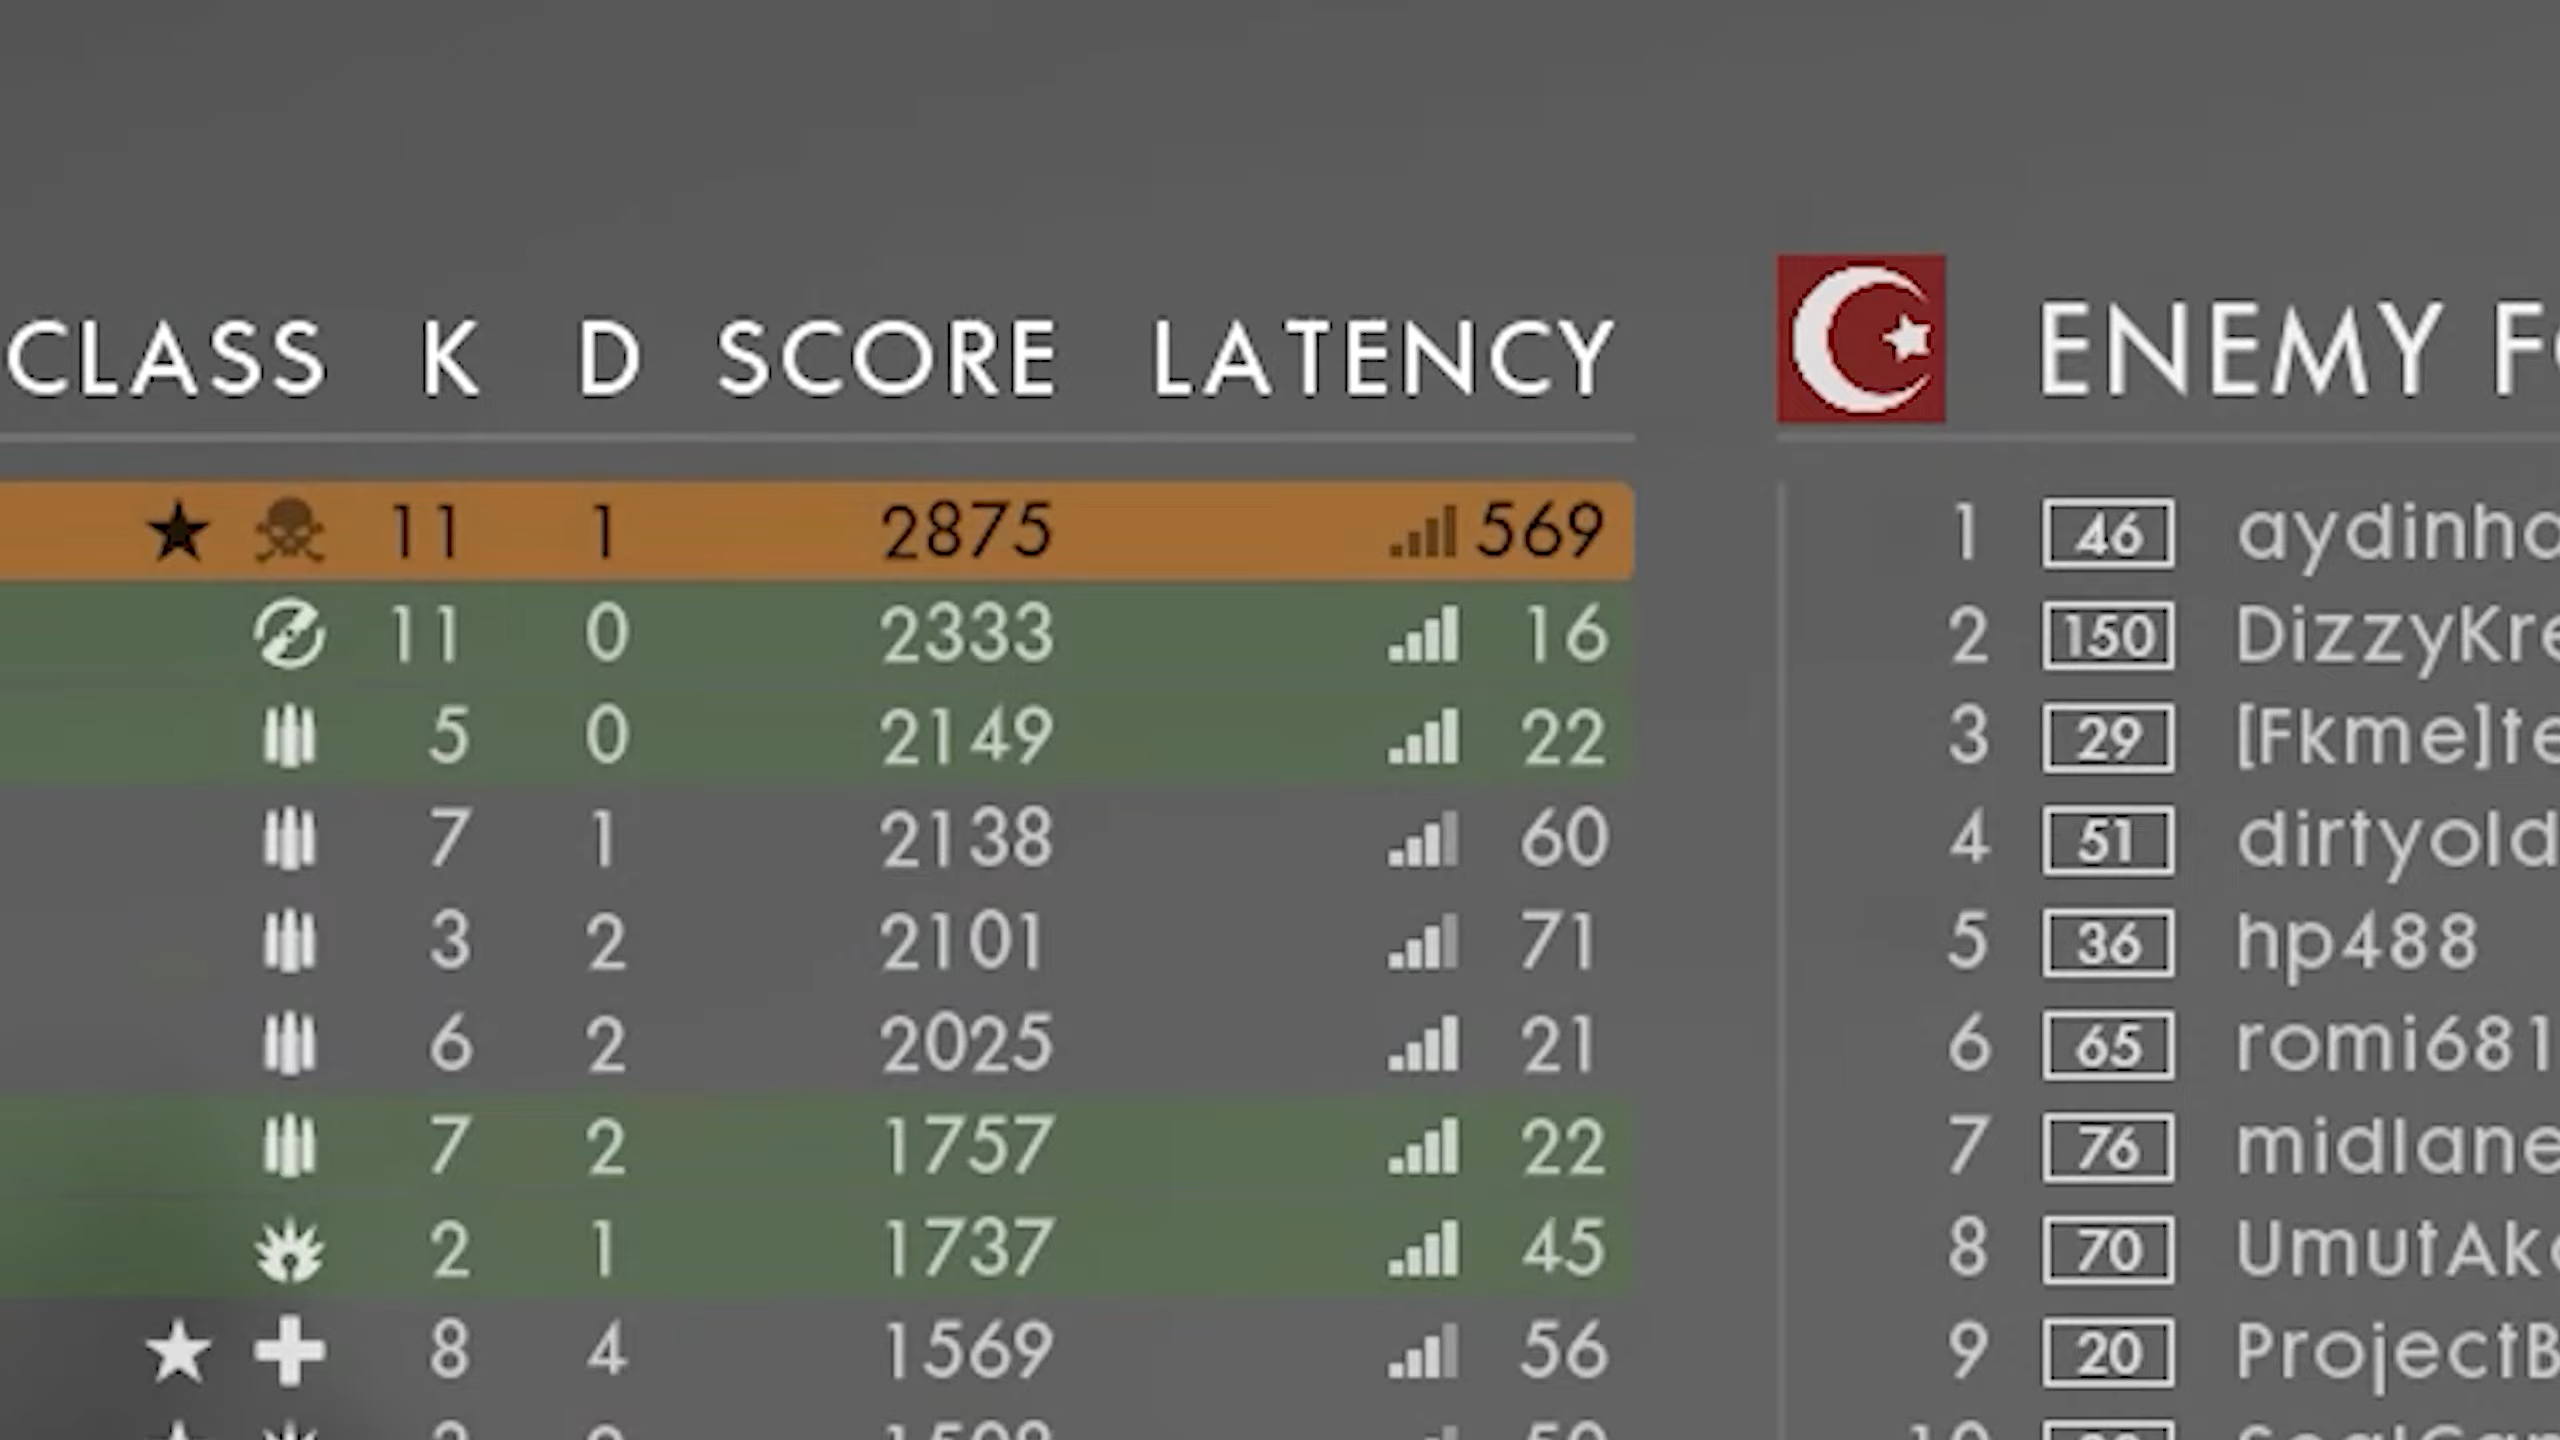 CLASS K D SCORE LATENCY
11 1 2875 569
11 0 2333 16
5 0 2149 22
7 1 2138 60
3 2 2101 71
6 2 2025 21
7 2 1757 22
2 1 1737 45
8 4 1569 56
ENEMY
1 46 aydinho
2 150 DizzyKre
3 29 [Fkme]te
4 51 dirtyold
5 36 hp488
6 65 romi681
7 76 midlane
8 70 UmutAk
9 20 ProjectB